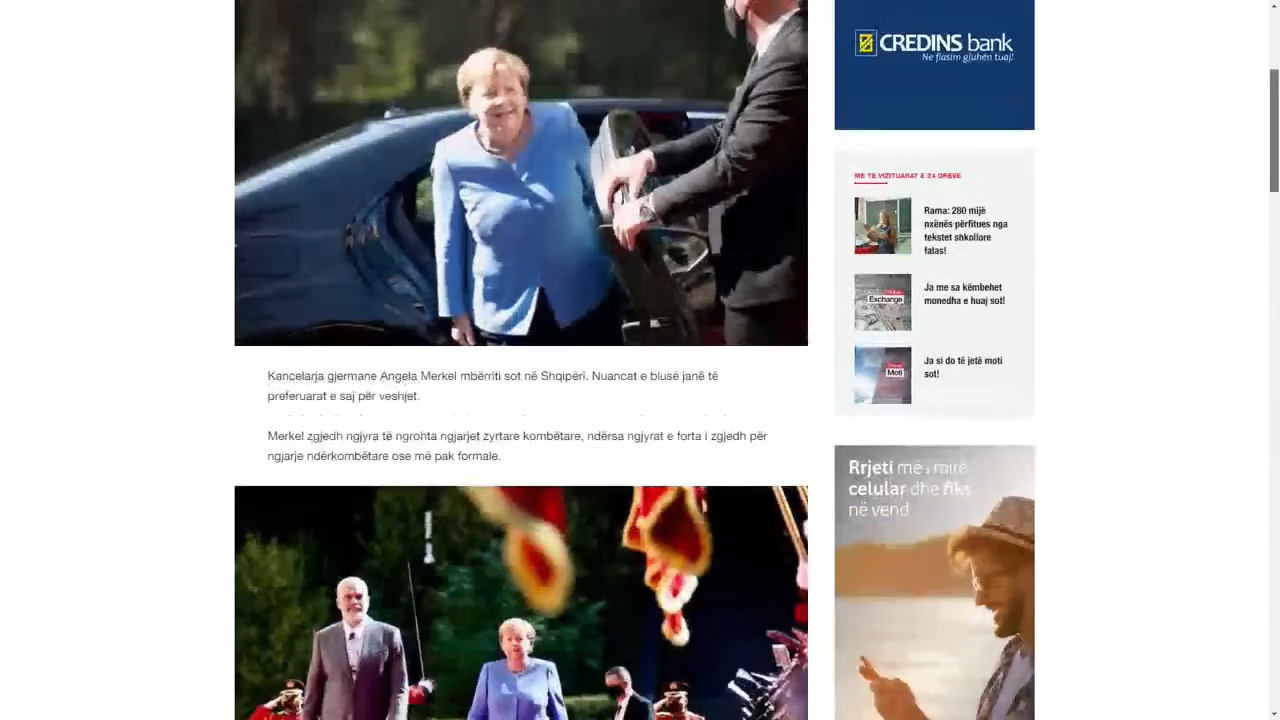 CREDINS bank
Ne flasim gjuhën tuaj!
ME TE VIZITUARAT E 24 OREVE
Rama: 280 mijë
nxënës përfitues nga
tekstet shkollore
falas!
Exchange
Ja me sa këmbehet
monedha e huaj sot!
Moti
Ja si do të jetë moti
sot!
Kancelarja gjermane Angela Merkel mbërriti sot në Shqipëri. Nuancat e blusë janë të
preferuarat e saj për veshjet.
Merkel zgjedh ngjyra të ngrohta ngjarjet zyrtare kombëtare, ndërsa ngjyrat e forta i zgjedh për
ngjarje ndërkombëtare ose më pak formale.
Rrjeti më i mirë
celular dhe fiks
në vend